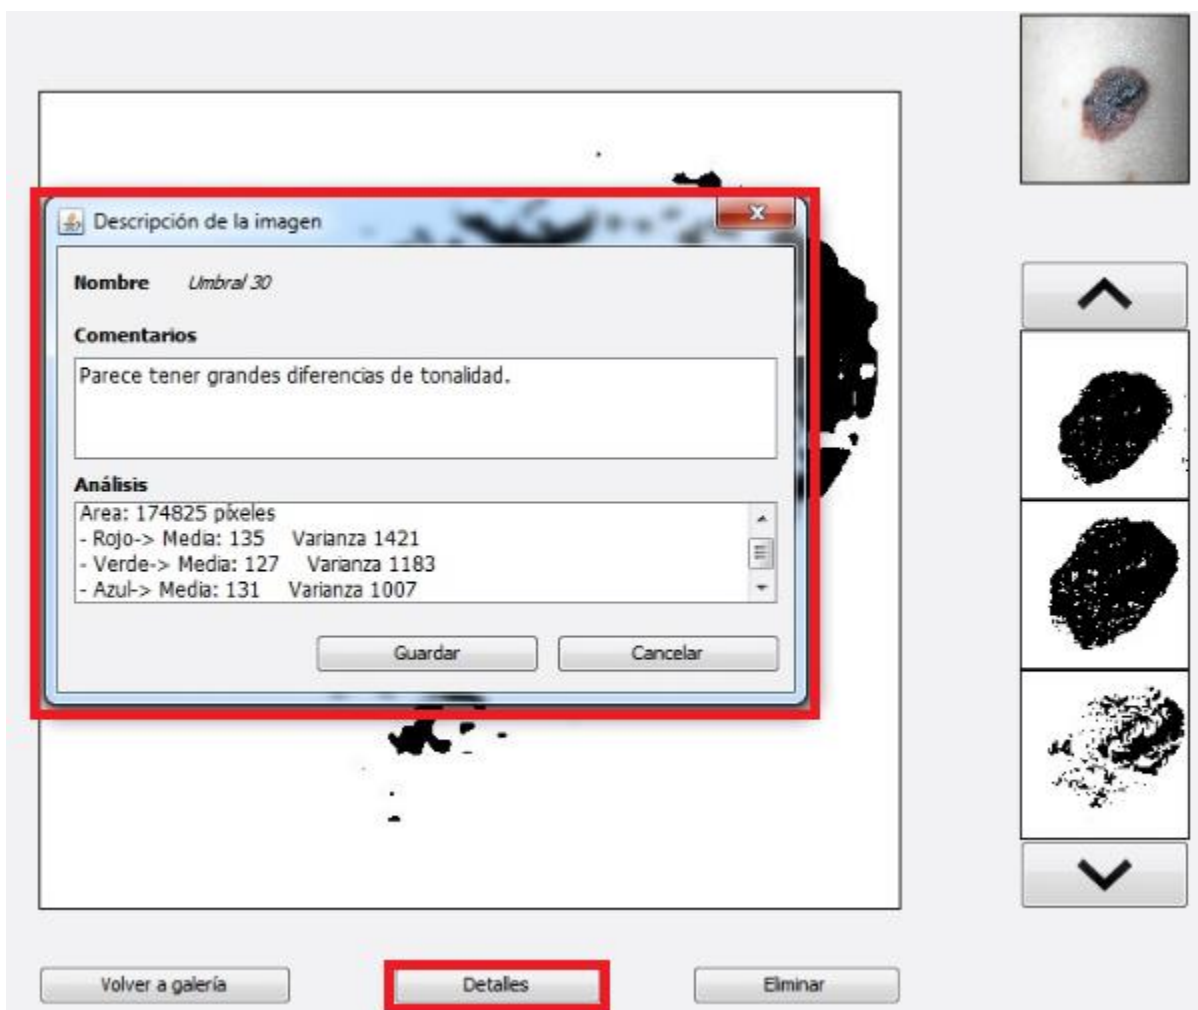 Descripción de la imagen
Nombre Umbral 30
Comentarios
Parece tener grandes diferencias de tonalidad.
Análisis
Area: 174825 píxeles
- Rojo-> Media: 135 Varianza 1421
- Verde-> Media: 127 Varianza 1183
- Azul-> Media: 131 Varianza 1007
Guardar Cancelar
Volver a galería Detalles Eliminar